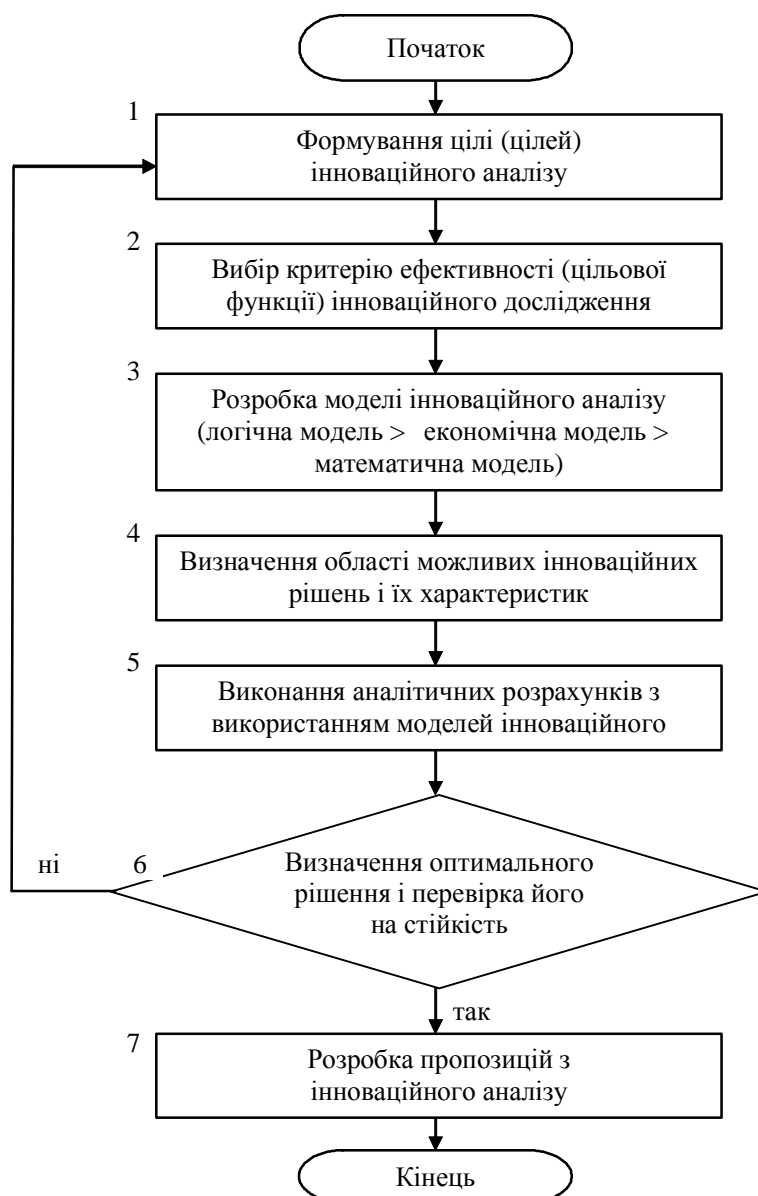 Початок
1
Формування цілі (цілей)
інноваційного аналізу
2
Вибір критерію ефективності (цільової
функції) інноваційного дослідження
3
Розробка моделі інноваційного аналізу
(логічна модель > економічна модель >
математична модель)
4
Визначення області можливих інноваційних
рішень і їх характеристик
5
Виконання аналітичних розрахунків з
використанням моделей інноваційного
ні
6
Визначення оптимального
рішення і перевірка його
на стійкість
так
7
Розробка пропозицій з
інноваційного аналізу
Кінець